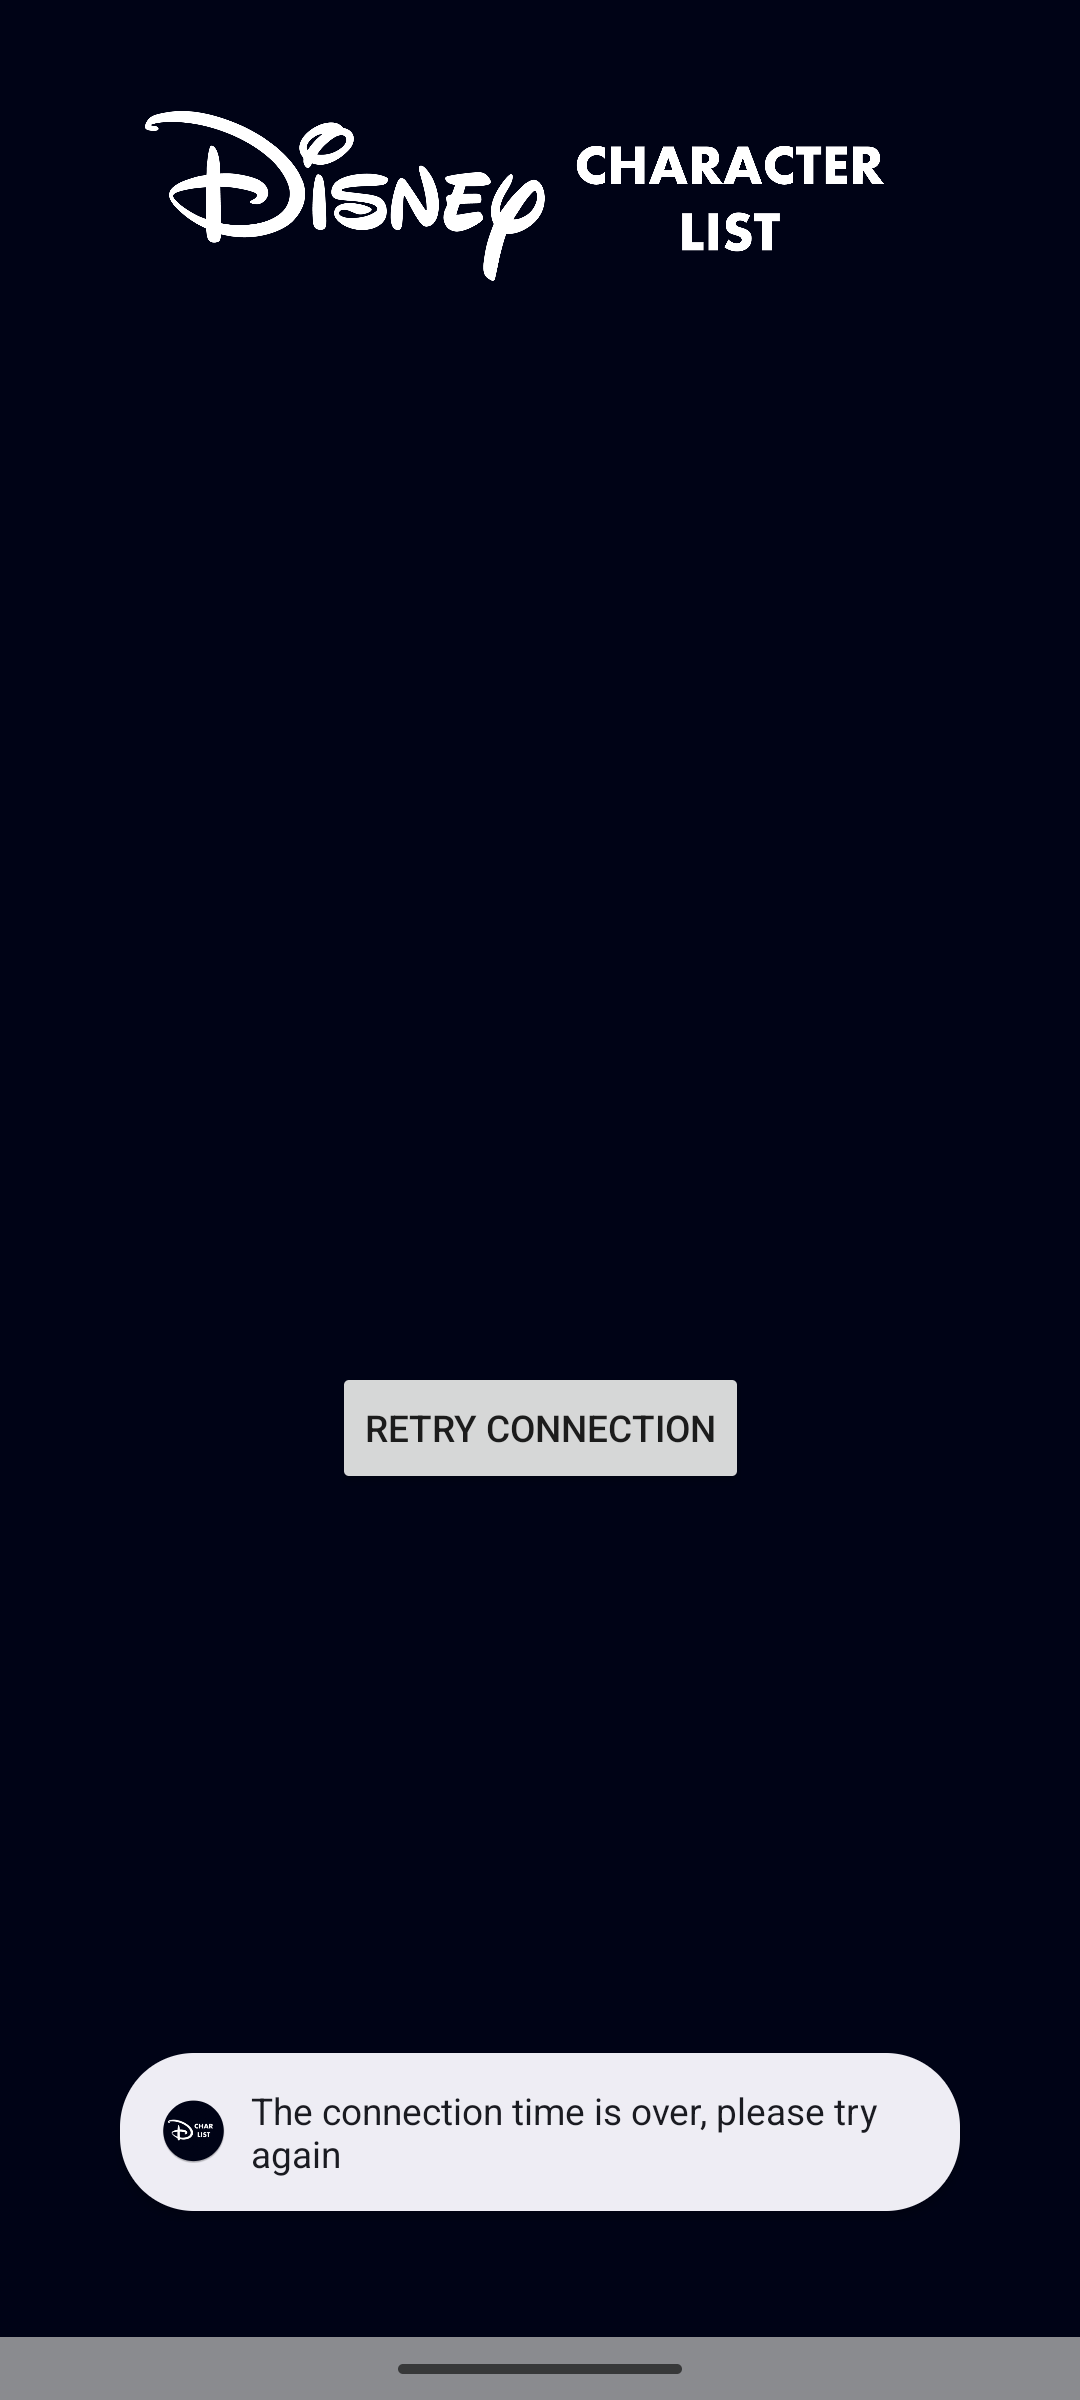 Disney CHARACTER
LIST
RETRY CONNECTION
CHAR
LIST
The connection time is over, please try
again